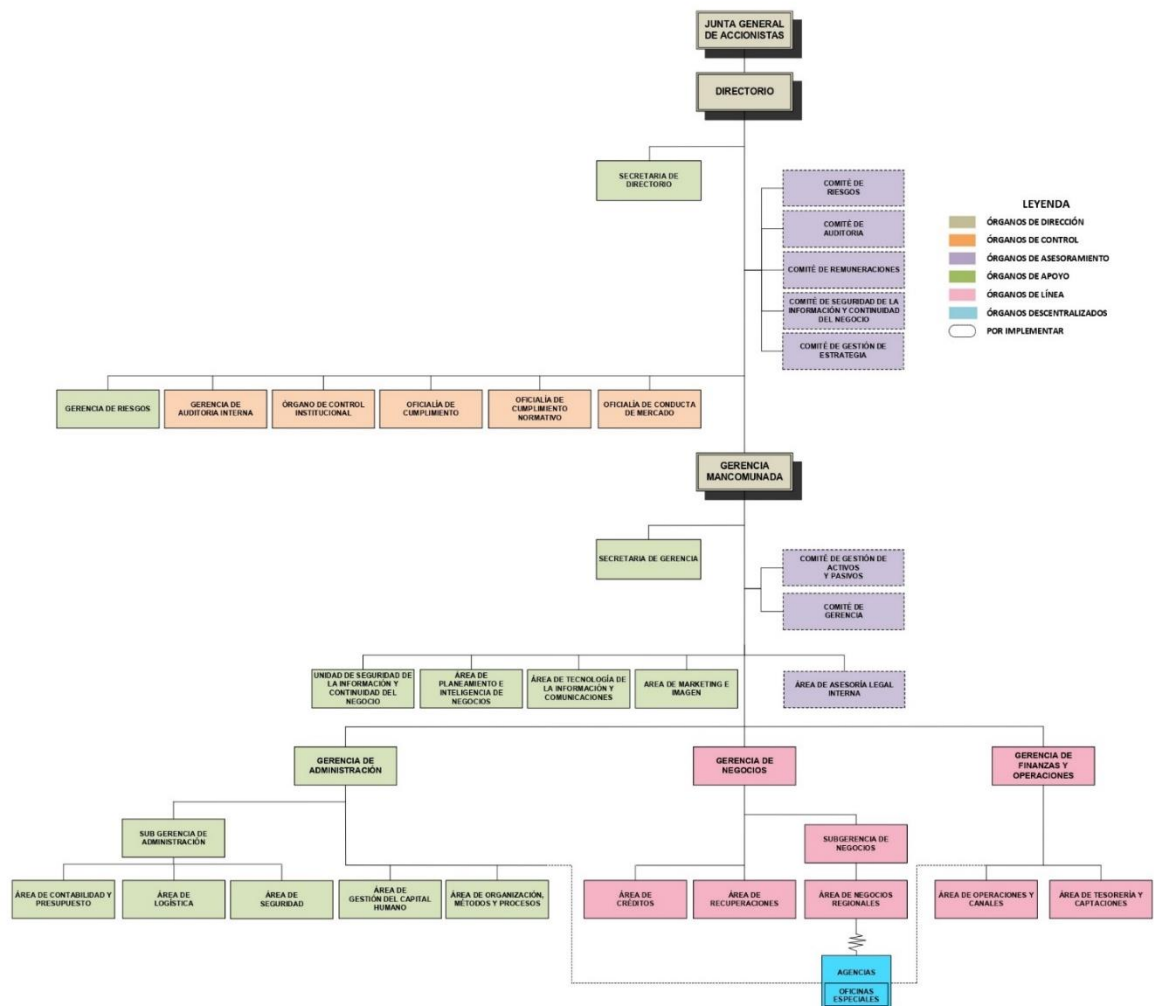 JUNTA GENERAL
DE ACCIONISTAS
DIRECTORIO
SECRETARIA DE
DIRECTORIO
COMITÉ DE
RIESGOS
COMITÉ DE
AUDITORIA
COMITÉ DE REMUNERACIONES
COMITÉ DE SEGURIDAD DE LA
INFORMACIÓN Y CONTINUIDAD
DEL NEGOCIO
COMITÉ DE GESTIÓN DE
ESTRATEGIA
LEYENDA
ÓRGANOS DE DIRECCIÓN
ÓRGANOS DE CONTROL
ÓRGANOS DE ASESORAMIENTO
ÓRGANOS DE APOYO
ÓRGANOS DE LÍNEA
ÓRGANOS DESCENTRALIZADOS
POR IMPLEMENTAR
GERENCIA DE RIESGOS
GERENCIA DE
AUDITORIA INTERNA
ÓRGANO DE CONTROL
INSTITUCIONAL
OFICIALÍA DE
CUMPLIMIENTO
OFICIALÍA DE
CUMPLIMIENTO
NORMATIVO
OFICIALÍA DE CONDUCTA
DE MERCADO
GERENCIA
MANCOMUNADA
SECRETARIA DE GERENCIA
COMITÉ DE GESTIÓN DE
ACTIVOS
Y PASIVOS
COMITÉ DE
GERENCIA
UNIDAD DE SEGURIDAD DE
LA INFORMACIÓN Y
CONTINUIDAD DEL
NEGOCIO
ÁREA DE
PLANEAMIENTO E
INTELIGENCIA DE
NEGOCIOS
ÁREA DE TECNOLOGÍA DE
LA INFORMACIÓN Y
COMUNICACIONES
AREA DE MARKETING E
IMAGEN
ÁREA DE ASESORÍA LEGAL
INTERNA
GERENCIA DE
ADMINISTRACIÓN
GERENCIA DE
NEGOCIOS
GERENCIA DE
FINANZAS Y
OPERACIONES
SUB GERENCIA DE
ADMINISTRACIÓN
SUBGERENCIA DE
NEGOCIOS
ÁREA DE CONTABILIDAD Y
PRESUPUESTO
ÁREA DE
LOGÍSTICA
ÁREA DE
SEGURIDAD
ÁREA DE
GESTIÓN DEL CAPITAL
HUMANO
ÁREA DE ORGANIZACIÓN,
MÉTODOS Y PROCESOS
ÁREA DE
CRÉDITOS
ÁREA DE
RECUPERACIONES
ÁREA DE NEGOCIOS
REGIONALES
ÁREA DE OPERACIONES Y
CANALES
ÁREA DE TESORERÍA Y
CAPTACIONES
AGENCIAS
OFICINAS
ESPECIALES